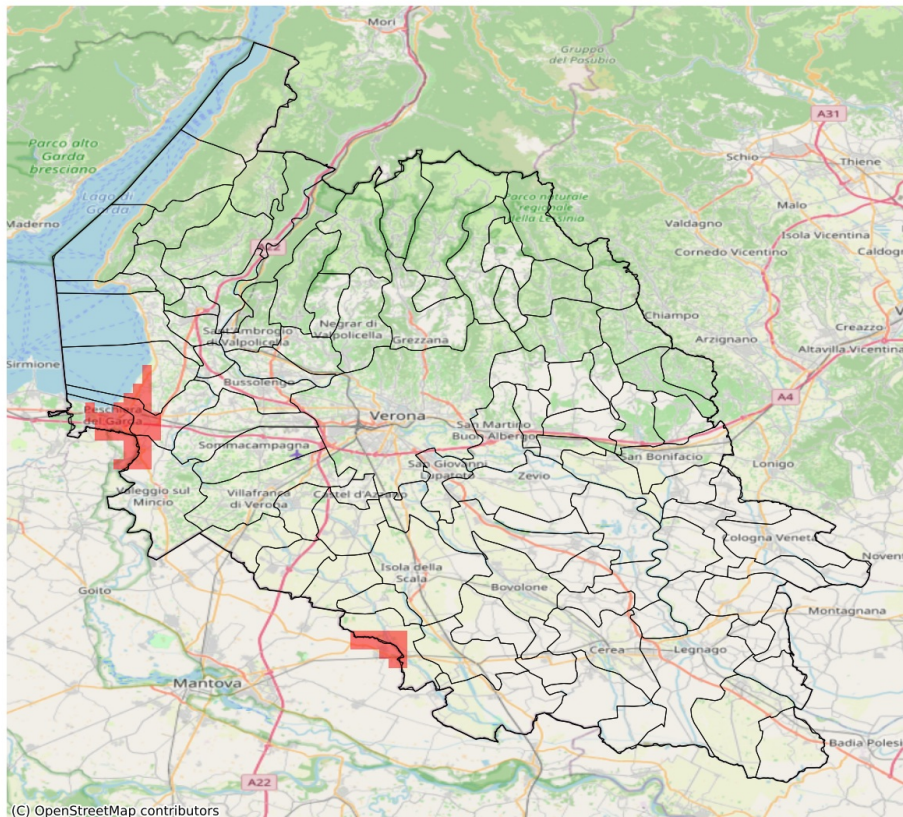 Mori
Gruppo
del Pasubio
A31
Parco alto
Garda
bresciano
Schio
Thiene
Lago di
Garda
Parco naturale
regionale
della Lessinia
Malo
Maderno
Valdagno
Isola Vicentina
A22
Cornedo Vicentino
Caldogn
Chiampo
Sant'Ambrogio
di Valpolicella
Negrar di
Valpolicella
Grezzana
Creazzo
Arzignano
Altavilla Vicentina
Sirmione
Bussolengo
A4
Peschiera
del Garda
Verona
San Martino
Buon Albergo
Sommacampagna
San Giovanni
Lupatoto
Zevio
San Bonifacio
Lonigo
Valeggio sul
Mincio
Villafranca
di Verona
Castel d'Azzano
Cologna Veneta
Isola della
Scala
Bovolone
Goito
Montagnana
Cerea
Legnago
Mantova
Badia Polesi
A22
(C) OpenStreetMap contributors